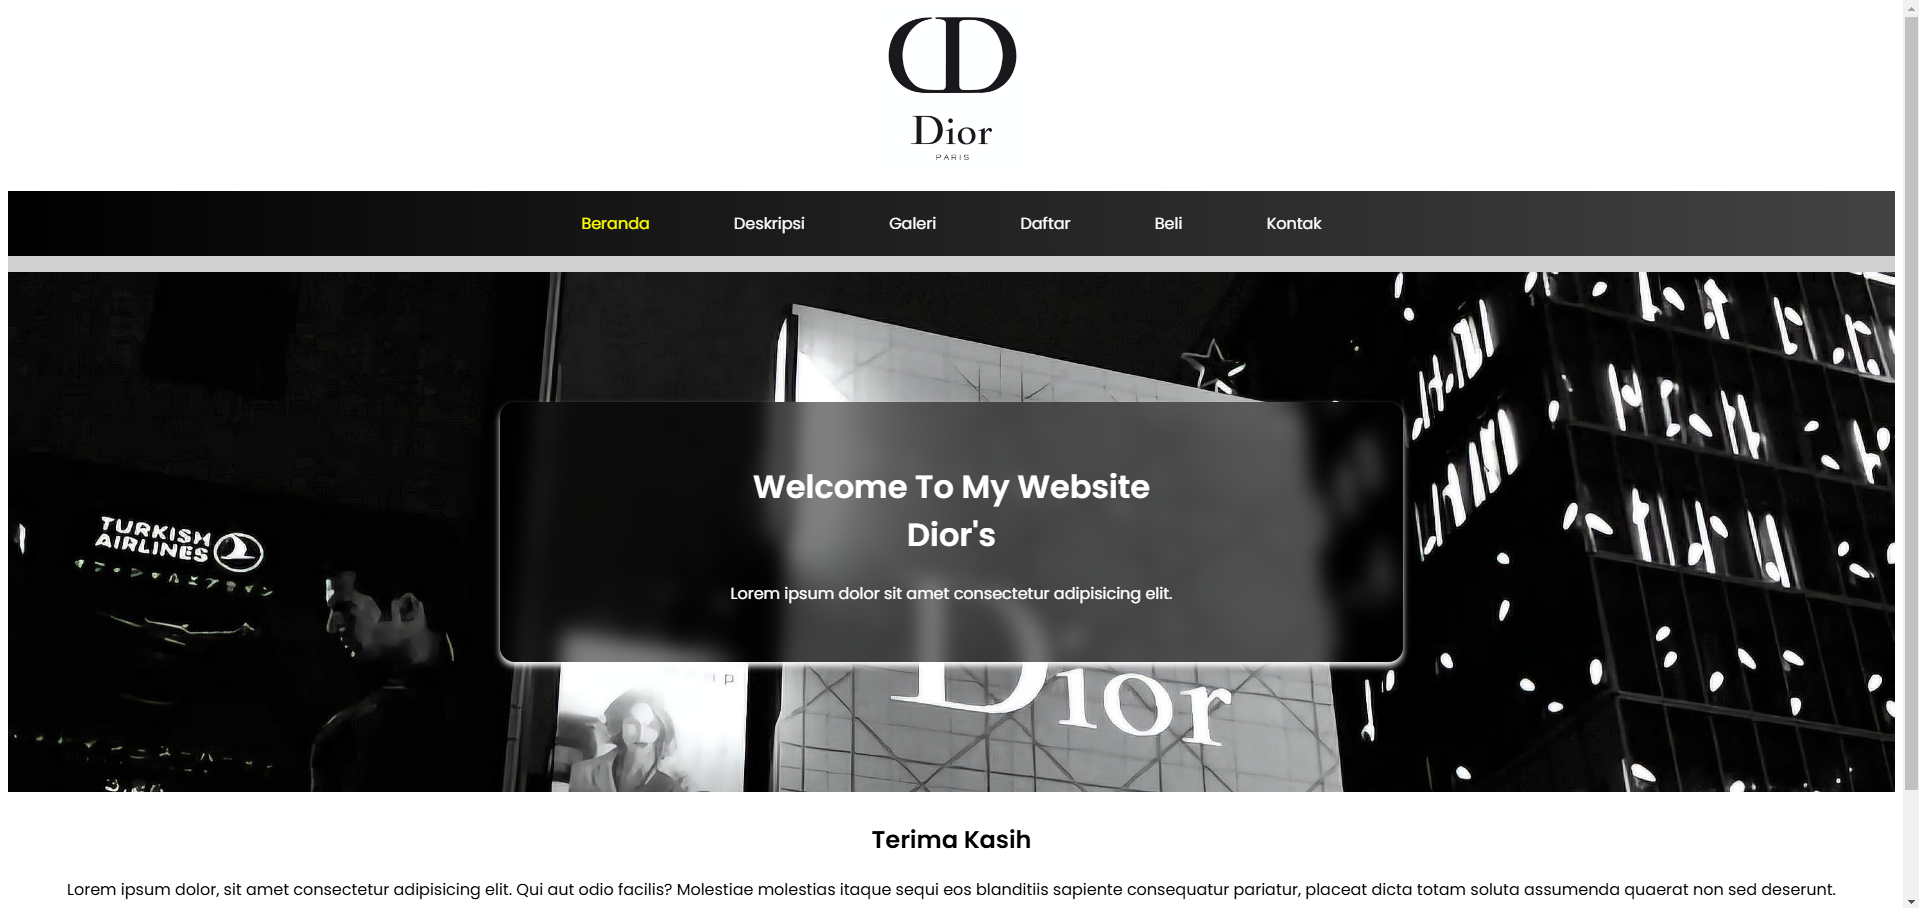 Dior
PARIS
Beranda Deskripsi Galeri Daftar Beli Kontak
TURKISH
AIRLINES
Welcome To My Website
Dior's
Lorem ipsum dolor sit amet consectetur adipisicing elit.
Dior
Terima Kasih
Lorem ipsum dolor, sit amet consectetur adipisicing elit. Qui aut odio facilis? Molestiae molestias itaque sequi eos blanditiis sapiente consequatur pariatur, placeat dicta totam soluta assumenda quaerat non sed deserunt.